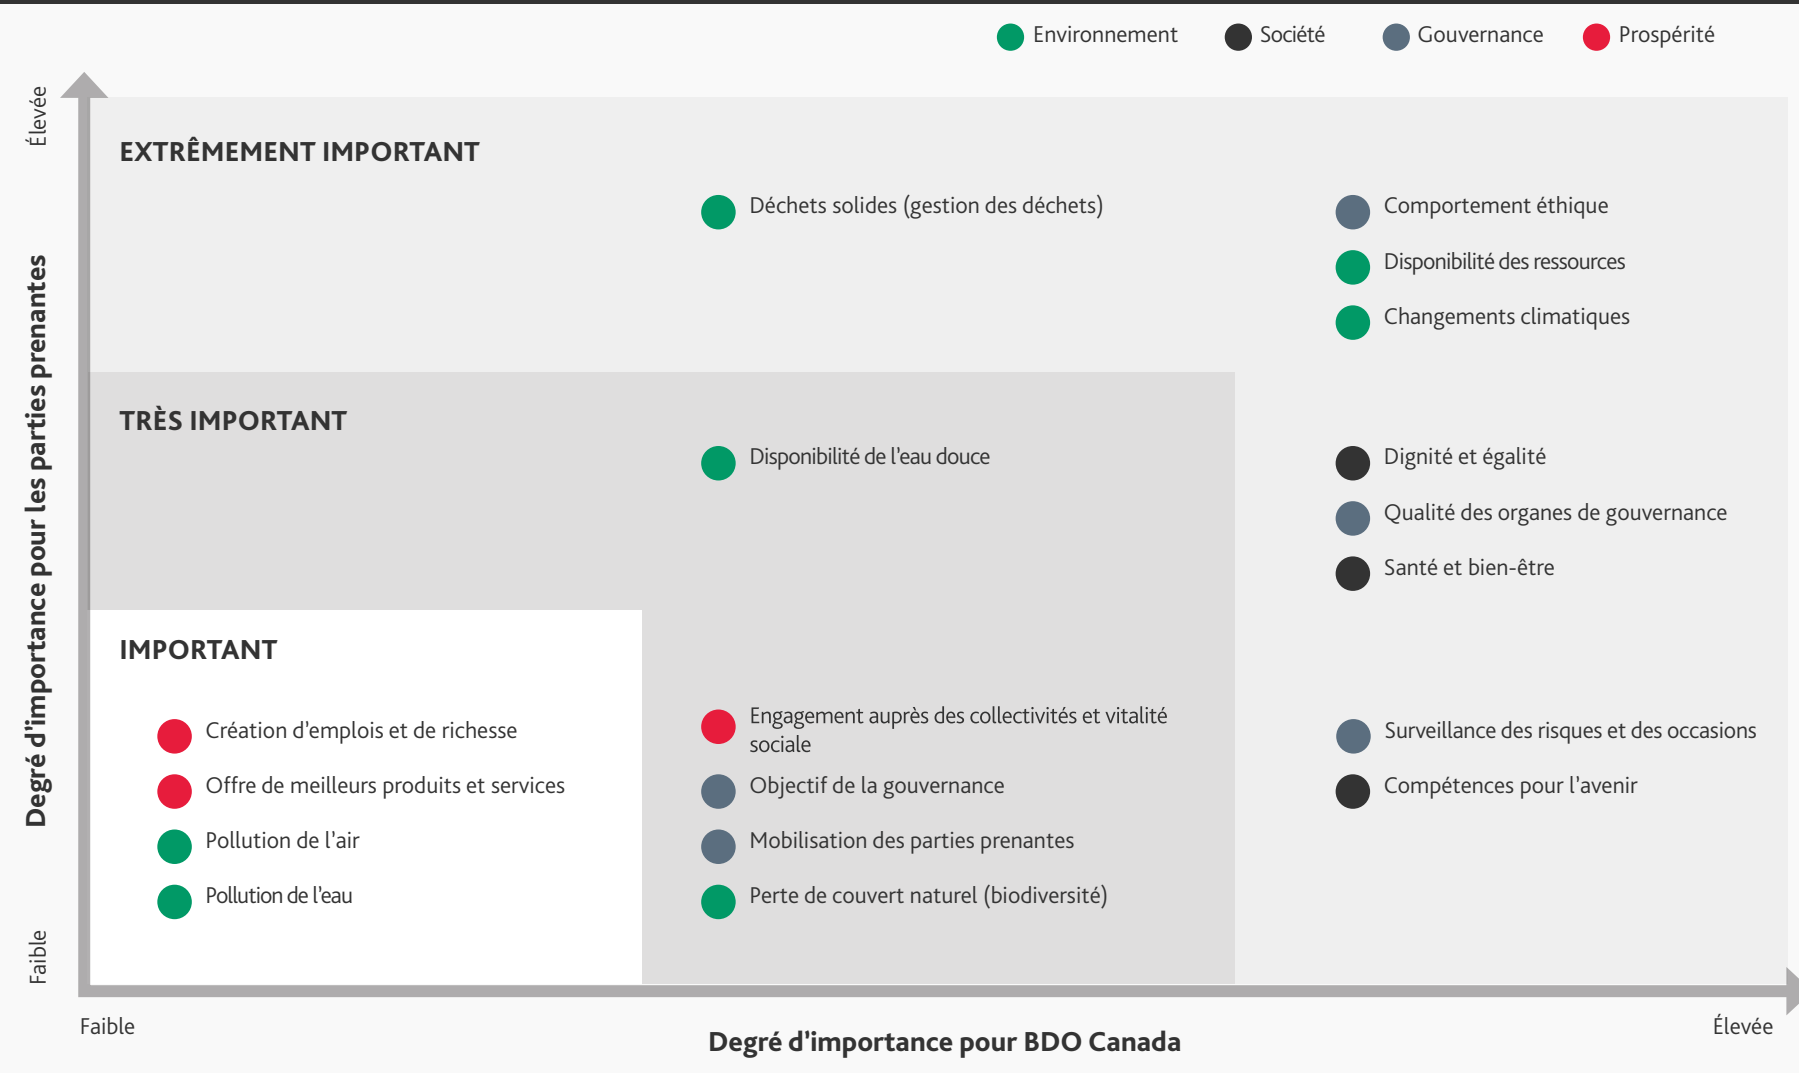 Environnement
Société
Gouvernance
Prospérité
Élevée
Degré d'importance pour les parties prenantes
Faible
EXTRÊMEMENT IMPORTANT
Déchets solides (gestion des déchets)
Comportement éthique
Disponibilité des ressources
Changements climatiques
TRÈS IMPORTANT
Disponibilité de l'eau douce
Dignité et égalité
Qualité des organes de gouvernance
Santé et bien-être
IMPORTANT
Création d'emplois et de richesse
Offre de meilleurs produits et services
Pollution de l'air
Pollution de l'eau
Engagement auprès des collectivités et vitalité
sociale
Objectif de la gouvernance
Mobilisation des parties prenantes
Perte de couvert naturel (biodiversité)
Surveillance des risques et des occasions
Compétences pour l'avenir
Faible
Degré d'importance pour BDO Canada
Élevée